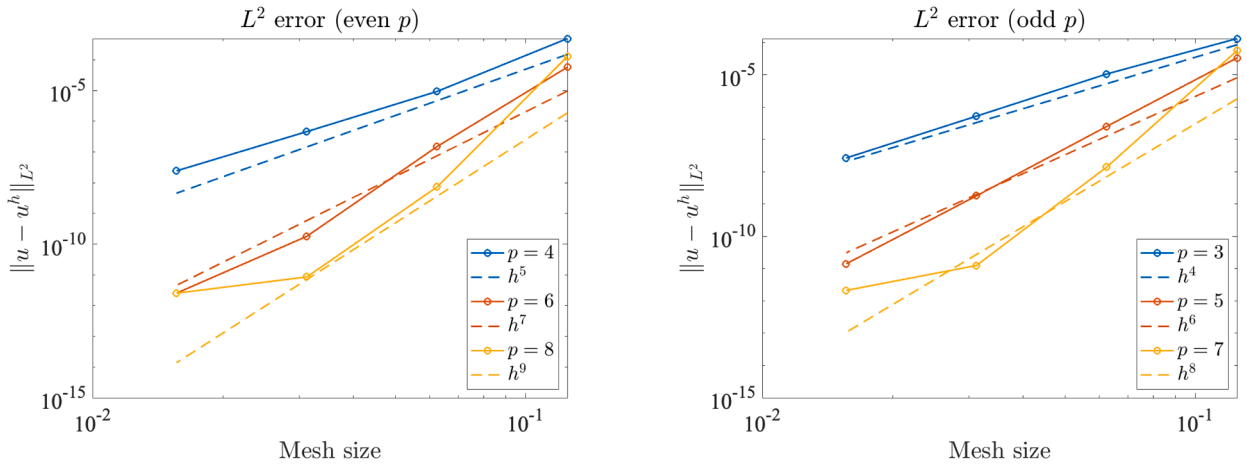 L² error (even p)
10⁻⁵
10⁻¹⁰
10⁻¹⁵
‖u − uʰ‖_L²
10⁻²
10⁻¹
Mesh size
p = 4
h⁵
p = 6
h⁷
p = 8
h⁹
L² error (odd p)
10⁻⁵
10⁻¹⁰
10⁻¹⁵
‖u − uʰ‖_L²
10⁻²
10⁻¹
Mesh size
p = 3
h⁴
p = 5
h⁶
p = 7
h⁸